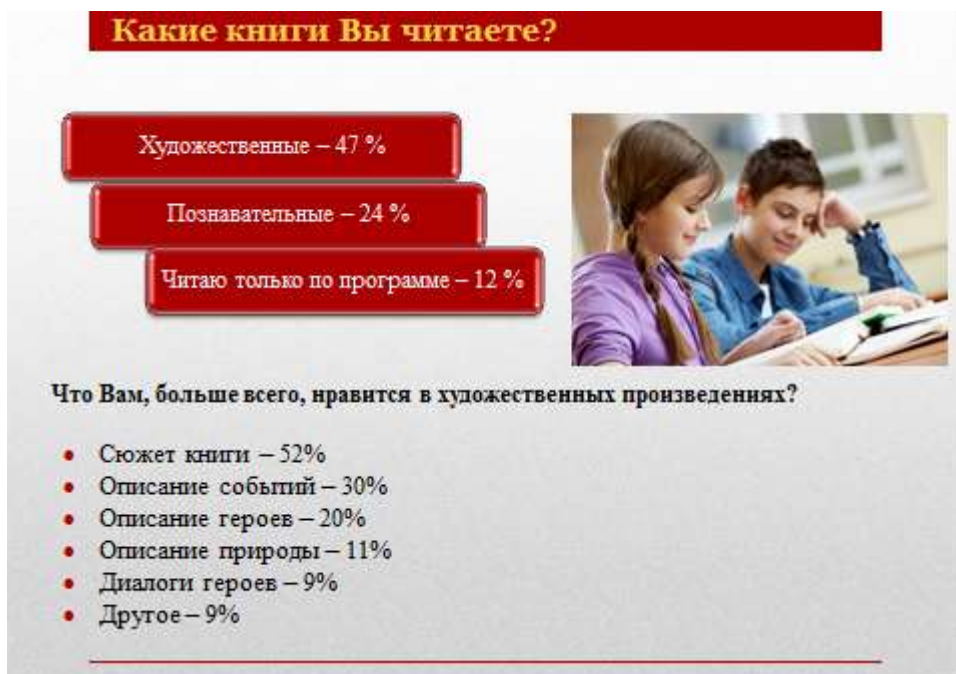 Какие книги Вы читаете?
Художественные – 47 %
Познавательные – 24 %
Читаю только по программе – 12 %
Что Вам, больше всего, нравится в художественных произведениях?
• Сюжет книги – 52%
• Описание событий – 30%
• Описание героев – 20%
• Описание природы – 11%
• Диалоги героев – 9%
• Другое – 9%